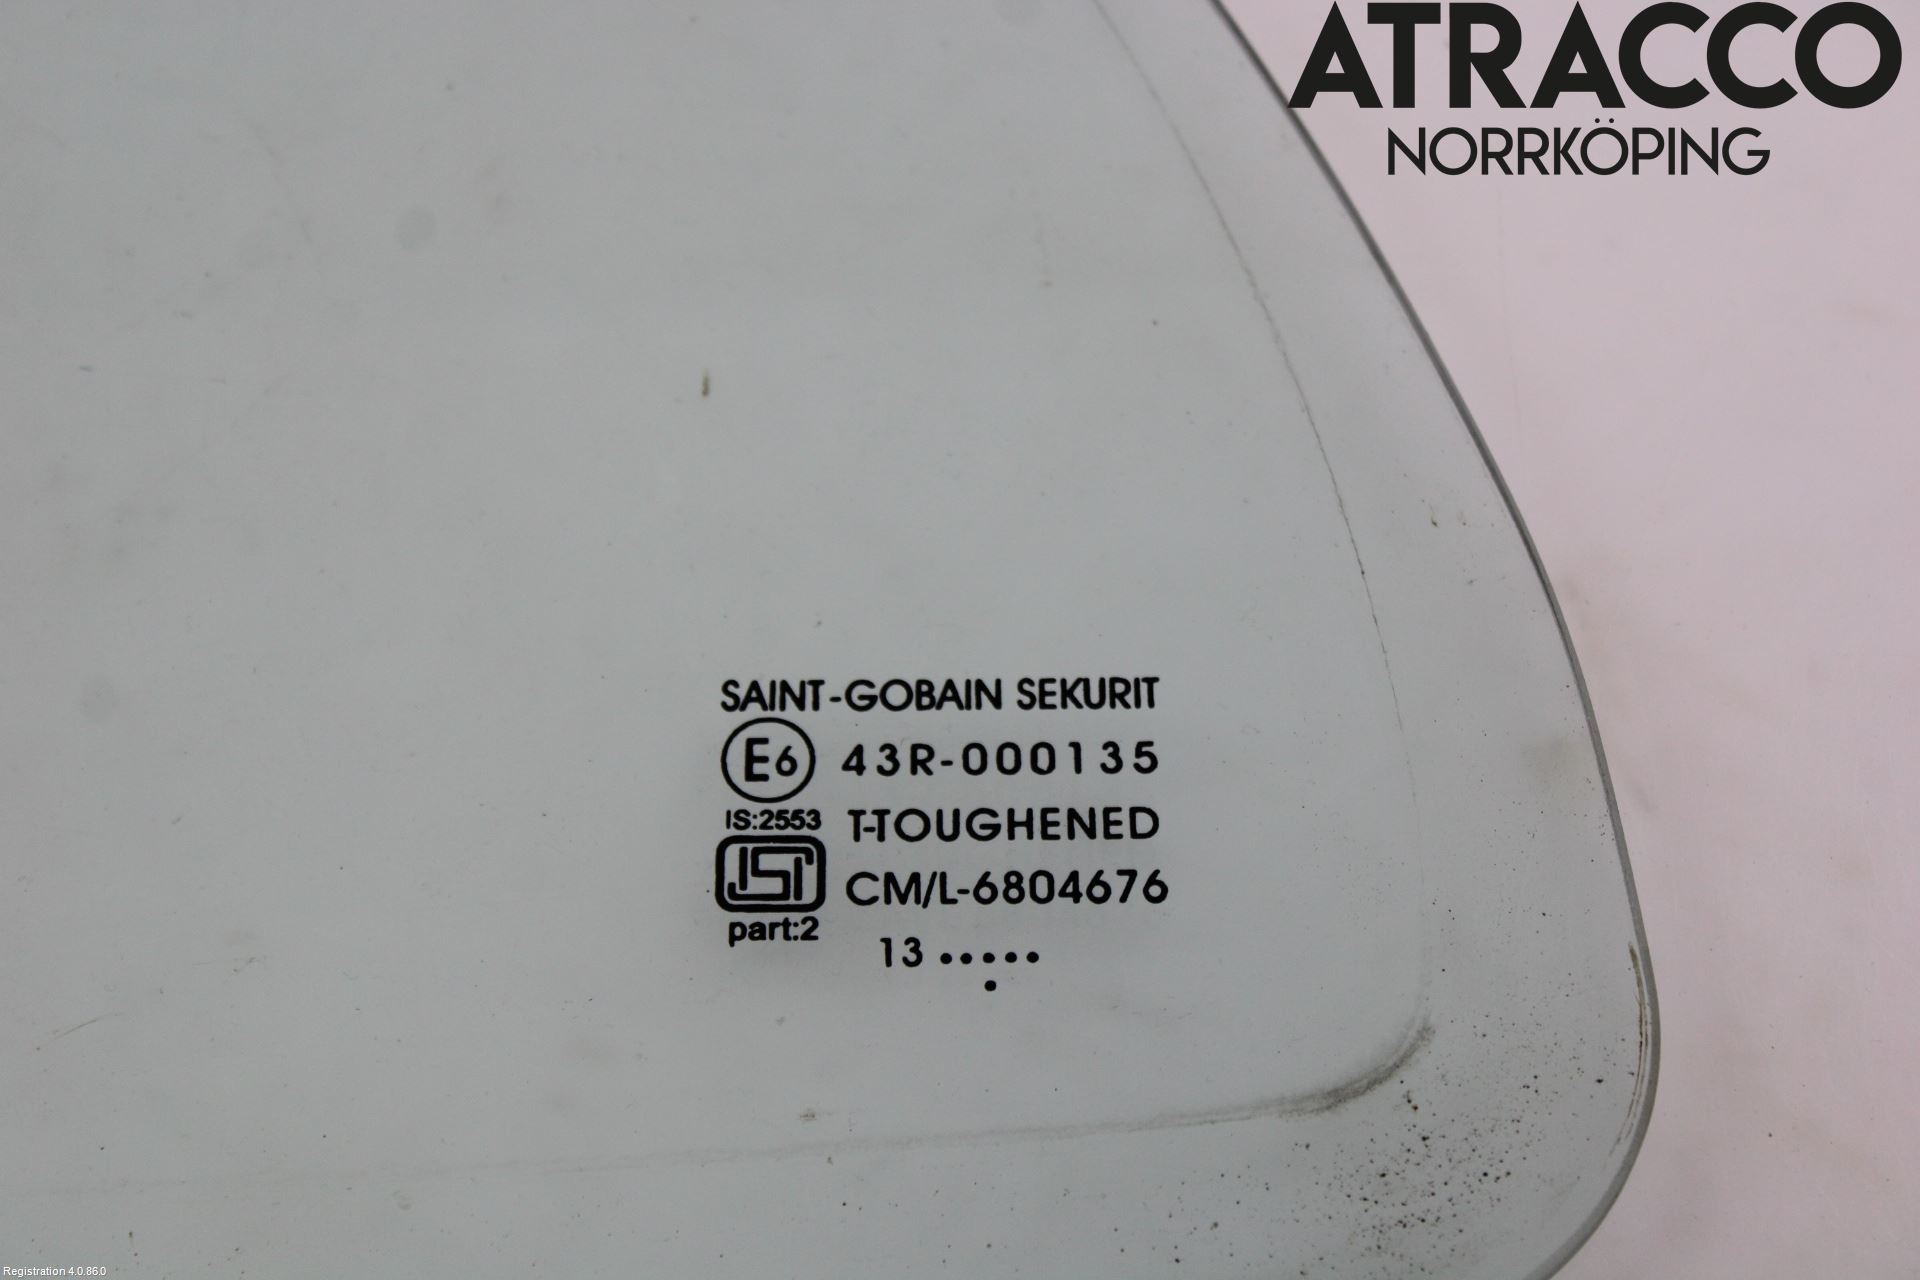 ATRACCO
NORRKÖPING
SAINT-GOBAIN SEKURIT
E6 43R-000135
IS:2553 T-TOUGHENED
ISI CM/L-6804676
part:2
13 •••••
•
Registration 4.0.86.0